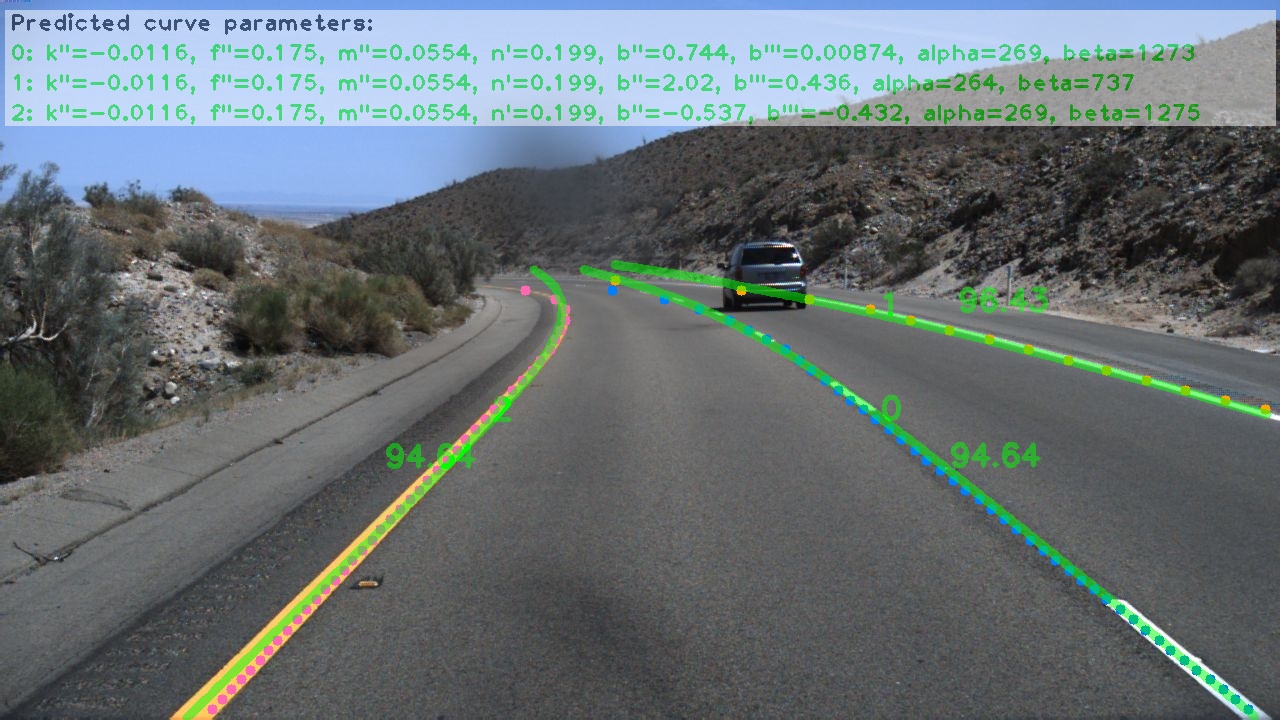 Predicted curve parameters:
0: k''=-0.0116, f''=0.175, m''=0.0554, n'=0.199, b''=0.744, b'''=0.00874, alpha=269, beta=1273
1: k''=-0.0116, f''=0.175, m''=0.0554, n'=0.199, b''=2.02, b'''=0.436, alpha=264, beta=737
2: k''=-0.0116, f''=0.175, m''=0.0554, n'=0.199, b''=-0.537, b'''=-0.432, alpha=269, beta=1275
1 98.43
2 0
94.64 94.64